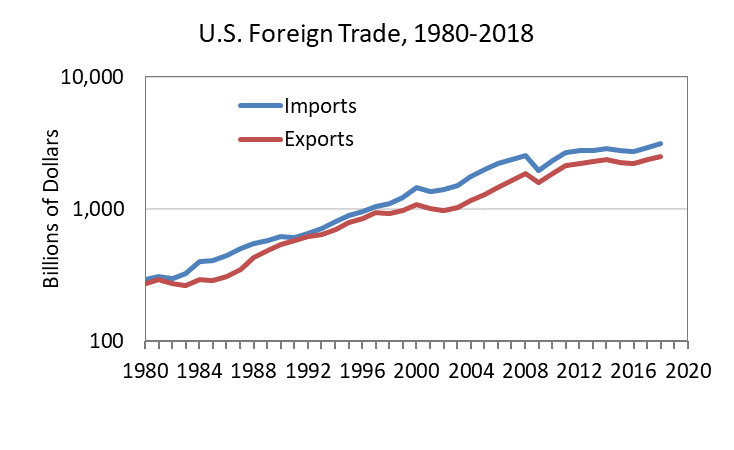 U.S. Foreign Trade, 1980-2018
10,000
Imports
Exports
Billions of Dollars
1,000
100
1980 1984 1988 1992 1996 2000 2004 2008 2012 2016 2020